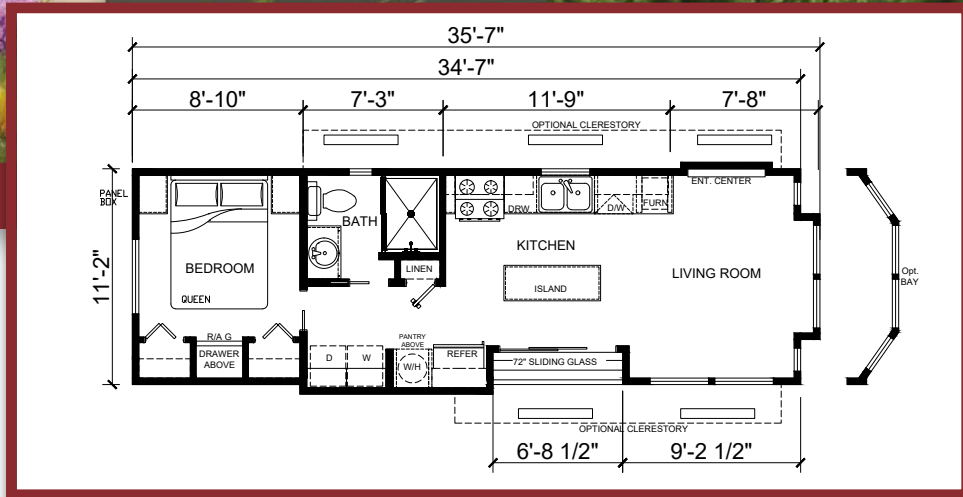 35'-7"
34'-7"
8'-10" 7'-3" 11'-9" 7'-8"
OPTIONAL CLERESTORY
PANEL
BOX
ENT. CENTER
DRW
D/W
FURN
BATH
KITCHEN
BEDROOM
LINEN
LIVING ROOM
Opt.
BAY
11'-2"
ISLAND
QUEEN
R/A G
DRAWER
ABOVE
PANTRY
ABOVE
D W
W/H
REFER
72" SLIDING GLASS
OPTIONAL CLERESTORY
6'-8 1/2" 9'-2 1/2"